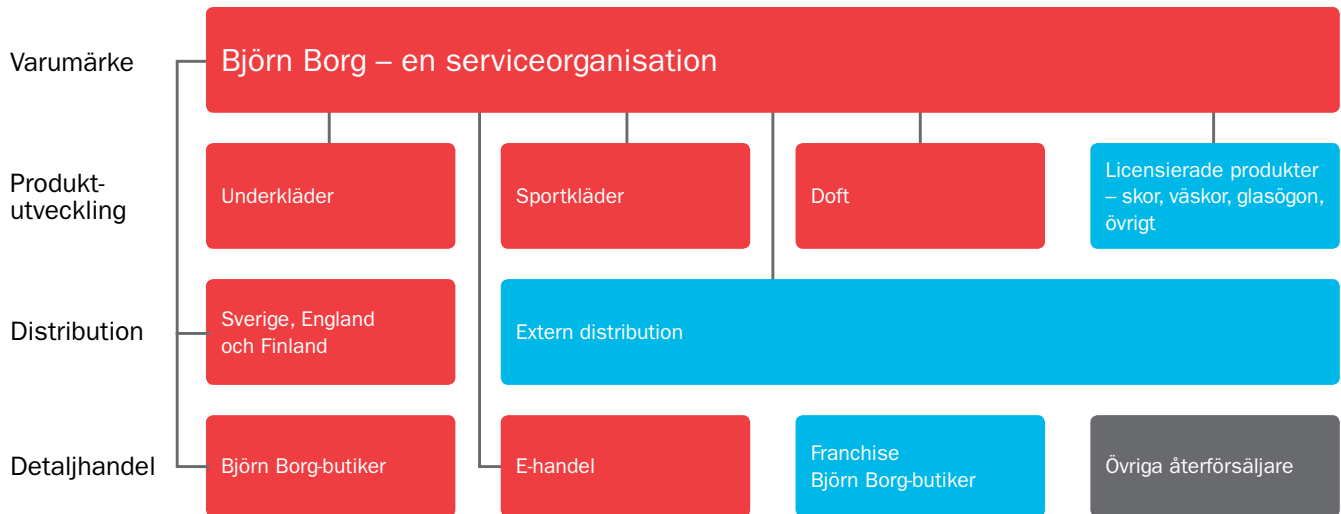 Varumärke
Björn Borg – en serviceorganisation
Produkt-
utveckling
Underkläder
Sportkläder
Doft
Licensierade produkter
– skor, väskor, glasögon,
övrigt
Distribution
Sverige, England
och Finland
Extern distribution
Detaljhandel
Björn Borg-butiker
E-handel
Franchise
Björn Borg-butiker
Övriga återförsäljare